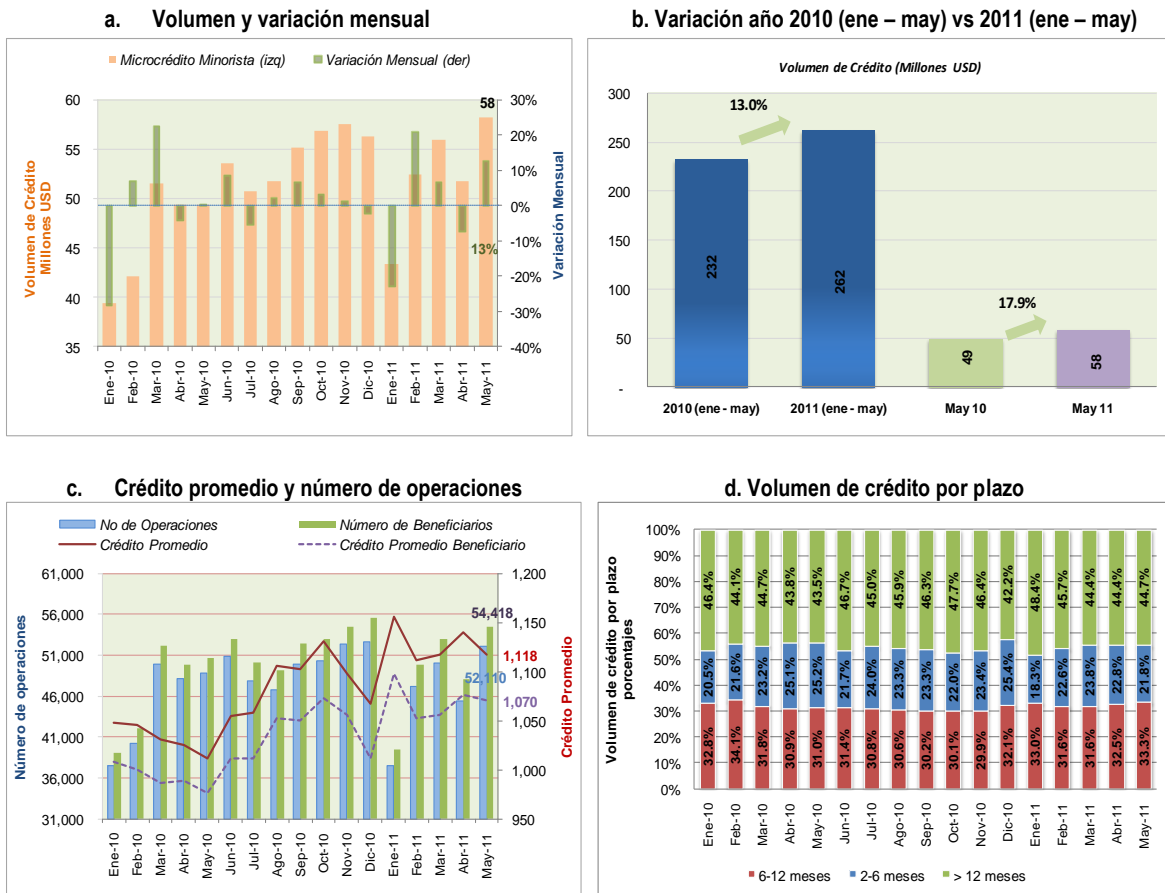 a. Volumen y variación mensual
Microcrédito Minorista (izq)
Variación Mensual (der)
Volumen de Crédito
Millones USD
60
55
50
45
40
35
30%
20%
10%
0%
-10%
-20%
-30%
-40%
58
13%
Variación Mensual
Ene-10
Feb-10
Mar-10
Abr-10
May-10
Jun-10
Jul-10
Ago-10
Sep-10
Oct-10
Nov-10
Dic-10
Ene-11
Feb-11
Mar-11
Abr-11
May-11
b. Variación año 2010 (ene – may) vs 2011 (ene – may)
Volumen de Crédito (Millones USD)
300
250
200
150
100
50
-
13.0%
17.9%
232
262
49
58
2010 (ene - may)
2011 (ene - may)
May 10
May 11
c. Crédito promedio y número de operaciones
No de Operaciones
Número de Beneficiarios
Crédito Promedio
Crédito Promedio Beneficiario
Número de operaciones
61,000
56,000
51,000
46,000
41,000
36,000
31,000
1,200
1,150
1,100
1,050
1,000
950
54,418
1,118
52,110
1,070
Crédito Promedio
Ene-10
Feb-10
Mar-10
Abr-10
May-10
Jun-10
Jul-10
Ago-10
Sep-10
Oct-10
Nov-10
Dic-10
Ene-11
Feb-11
Mar-11
Abr-11
May-11
d. Volumen de crédito por plazo
Volumen de crédito por plazo
porcentajes
100%
90%
80%
70%
60%
50%
40%
30%
20%
10%
0%
46.4%
44.1%
44.7%
43.8%
43.5%
46.7%
45.0%
45.9%
46.3%
47.7%
46.4%
42.2%
48.4%
45.7%
44.4%
44.4%
44.7%
20.5%
21.6%
23.2%
25.1%
25.2%
21.7%
24.0%
23.3%
23.3%
22.0%
23.4%
25.4%
18.3%
22.6%
23.8%
22.8%
21.8%
32.8%
34.1%
31.8%
30.9%
31.0%
31.4%
30.8%
30.6%
30.2%
30.1%
29.9%
32.1%
33.0%
31.6%
31.6%
32.5%
33.3%
Ene-10
Feb-10
Mar-10
Abr-10
May-10
Jun-10
Jul-10
Ago-10
Sep-10
Oct-10
Nov-10
Dic-10
Ene-11
Feb-11
Mar-11
Abr-11
May-11
6-12 meses
2-6 meses
> 12 meses